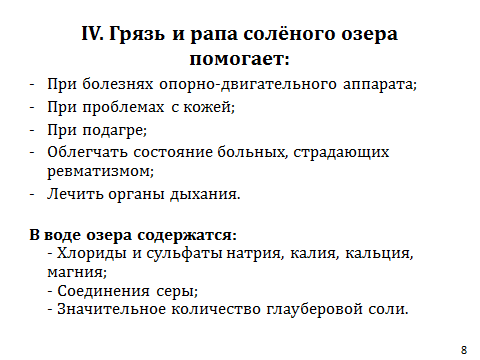 IV. Грязь и рапа солёного озера
помогает:
- При болезнях опорно-двигательного аппарата;
- При проблемах с кожей;
- При подагре;
- Облегчать состояние больных, страдающих
ревматизмом;
- Лечить органы дыхания.
В воде озера содержатся:
- Хлориды и сульфаты натрия, калия, кальция,
магния;
- Соединения серы;
- Значительное количество глауберовой соли.
8